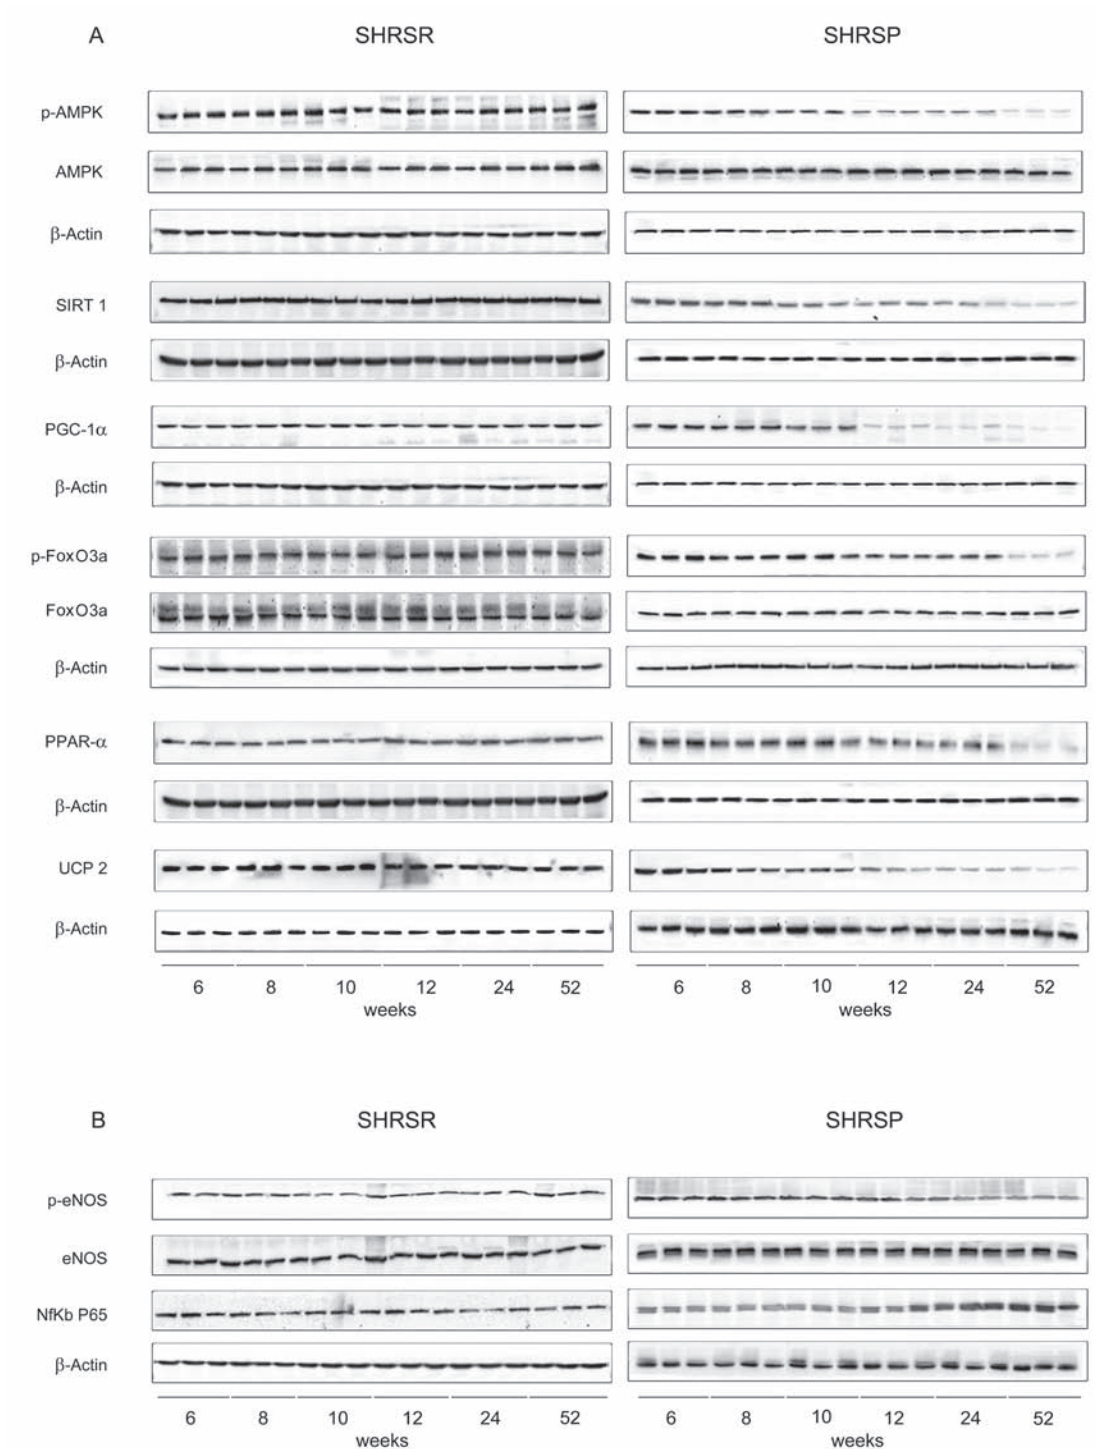 A SHRSR SHRSP
p-AMPK
AMPK
β-Actin
SIRT 1
β-Actin
PGC-1α
β-Actin
p-FoxO3a
FoxO3a
β-Actin
PPAR-α
β-Actin
UCP 2
β-Actin
6 8 10 12 24 52 6 8 10 12 24 52
weeks weeks
B SHRSR SHRSP
p-eNOS
eNOS
NfKb P65
β-Actin
6 8 10 12 24 52 6 8 10 12 24 52
weeks weeks